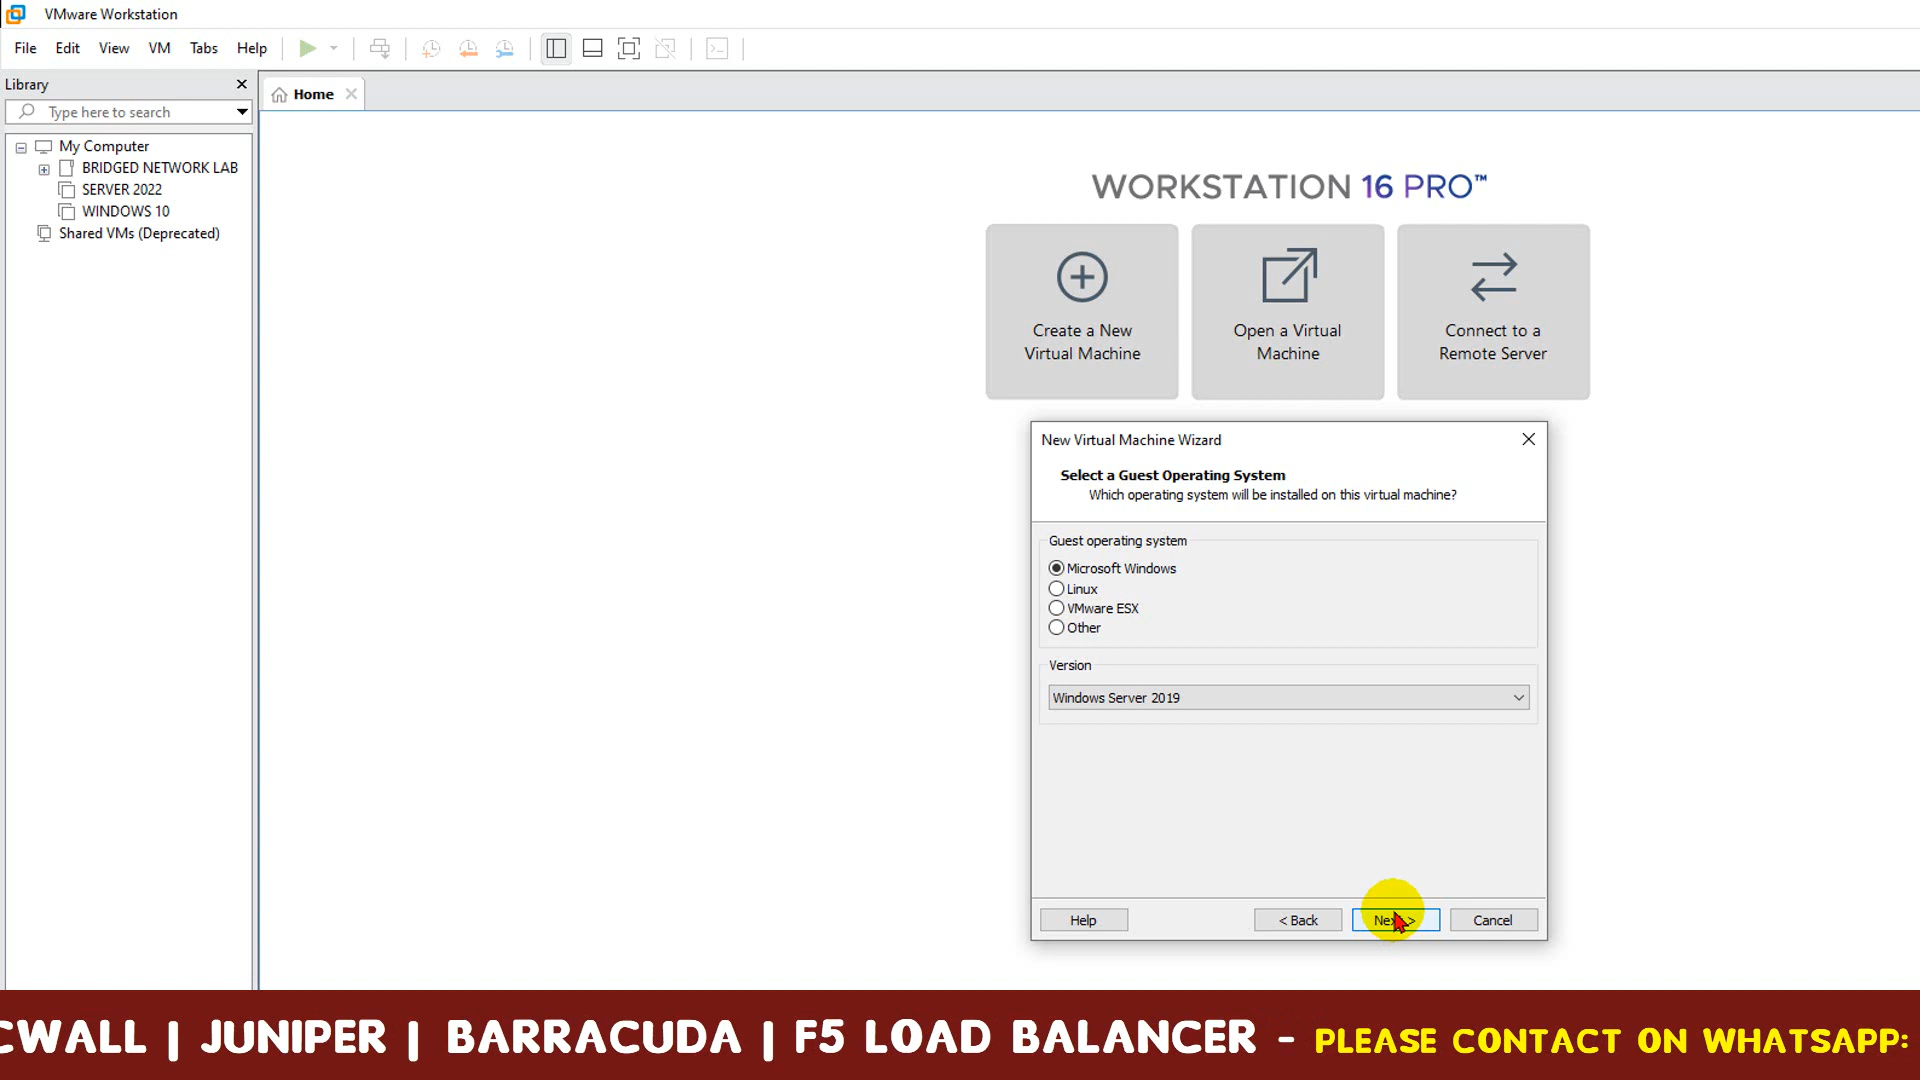 VMware Workstation
File Edit View VM Tabs Help
Library
Type here to search
Home
My Computer
BRIDGED NETWORK LAB
SERVER 2022
WINDOWS 10
Shared VMs (Deprecated)
WORKSTATION 16 PRO™
Create a New
Virtual Machine
Open a Virtual
Machine
Connect to a
Remote Server
New Virtual Machine Wizard
Select a Guest Operating System
Which operating system will be installed on this virtual machine?
Guest operating system
Microsoft Windows
Linux
VMware ESX
Other
Version
Windows Server 2019
Help < Back Next > Cancel
CWALL | JUNIPER | BARRACUDA | F5 LOAD BALANCER - PLEASE CONTACT ON WHATSAPP: